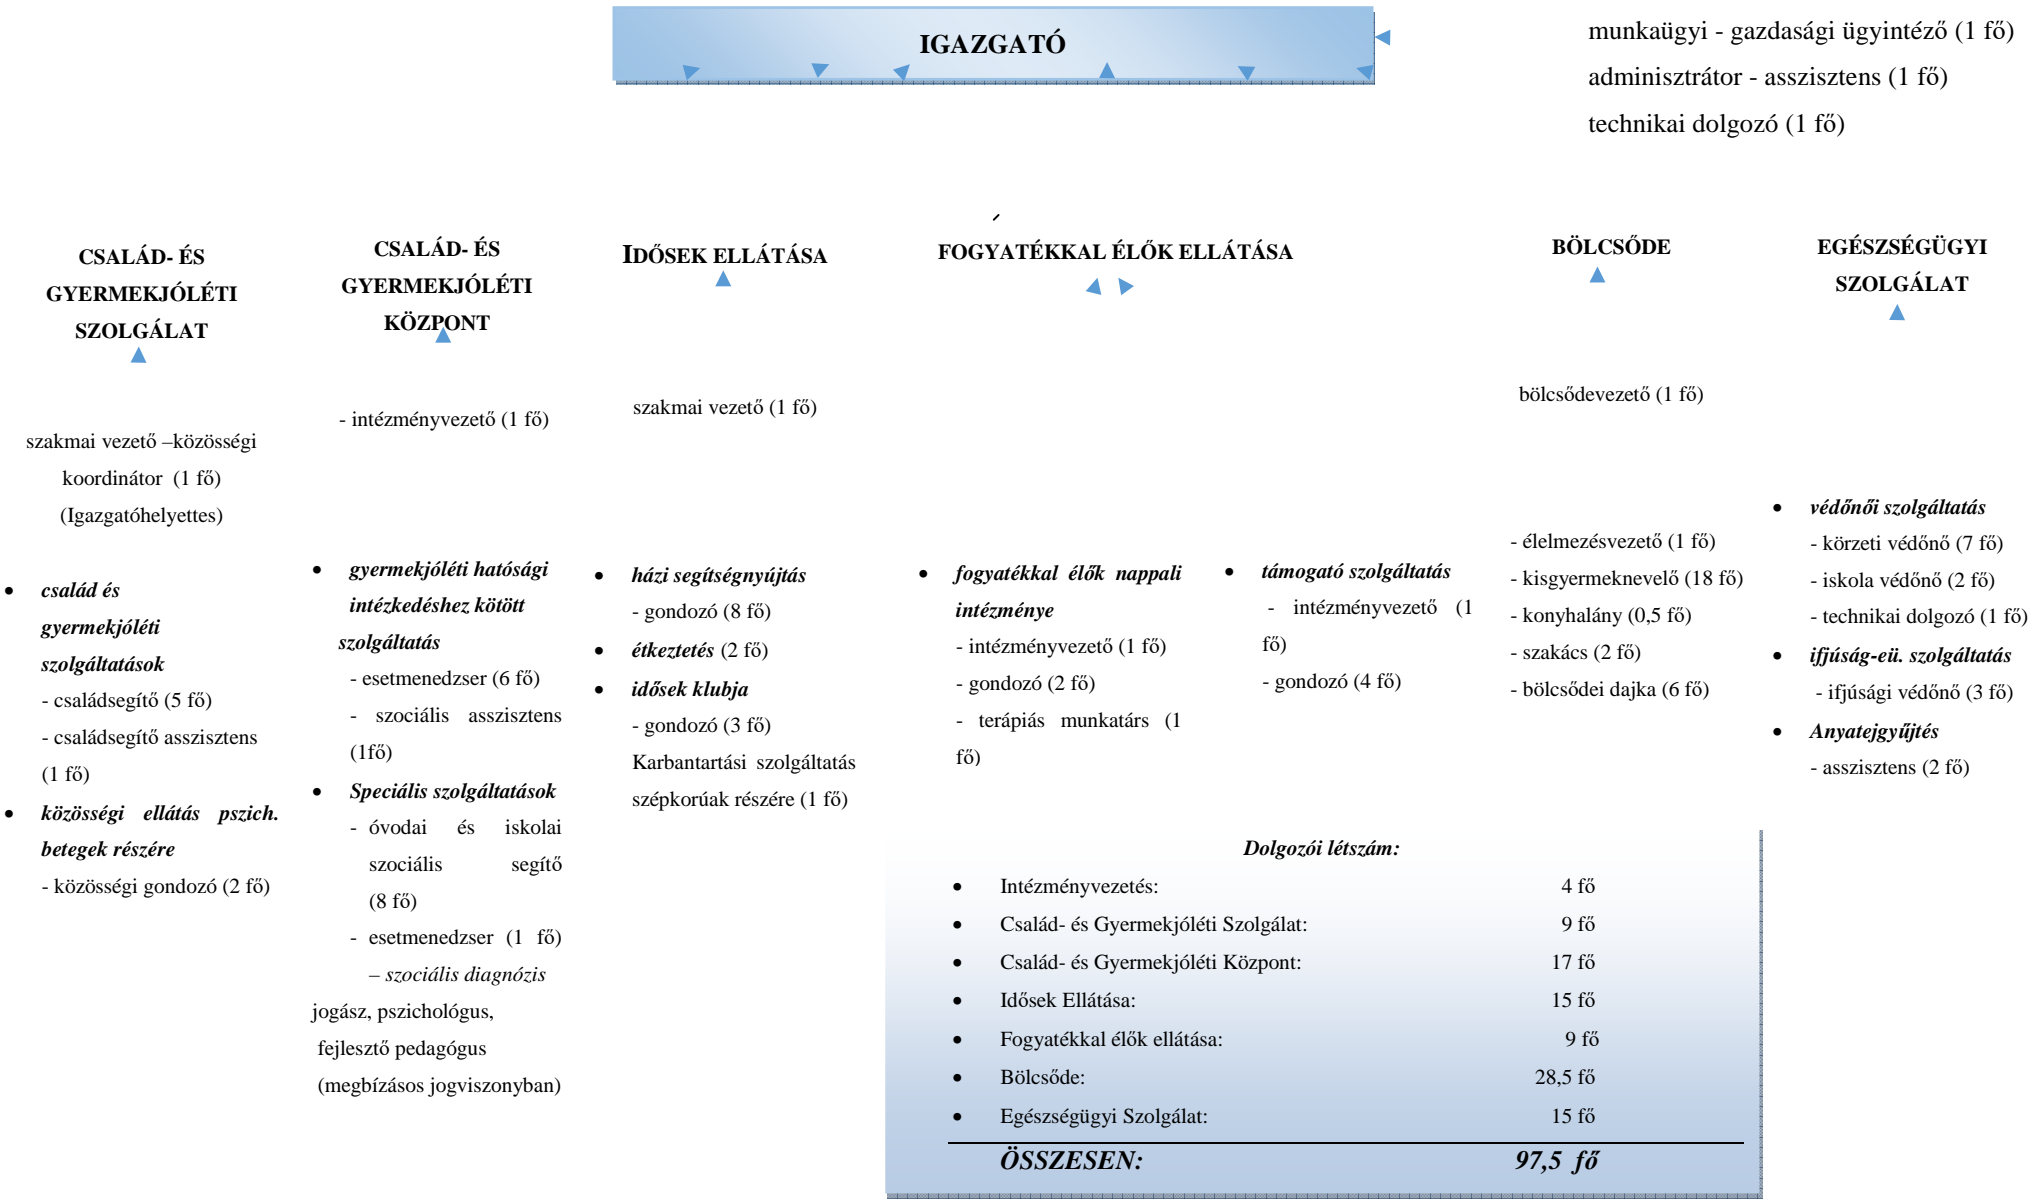 IGAZGATÓ
munkaügyi - gazdasági ügyintéző (1 fő)
adminisztrátor - asszisztens (1 fő)
technikai dolgozó (1 fő)
CSALÁD- ÉS
GYERMEKJÓLÉTI
SZOLGÁLAT
szakmai vezető –közösségi
koordinátor (1 fő)
(Igazgatóhelyettes)
• család és
gyermekjóléti
szolgáltatások
- családsegítő (5 fő)
- családsegítő asszisztens
(1 fő)
• közösségi ellátás pszich.
betegek részére
- közösségi gondozó (2 fő)
CSALÁD- ÉS
GYERMEKJÓLÉTI
KÖZPONT
- intézményvezető (1 fő)
• gyermekjóléti hatósági
intézkedéshez kötött
szolgáltatás
- esetmenedzser (6 fő)
- szociális asszisztens
(1fő)
• Speciális szolgáltatások
- óvodai és iskolai
szociális segítő
(8 fő)
- esetmenedzser (1 fő)
– szociális diagnózis
jogász, pszichológus,
fejlesztő pedagógus
(megbízásos jogviszonyban)
IDŐSEK ELLÁTÁSA
szakmai vezető (1 fő)
• házi segítségnyújtás
- gondozó (8 fő)
• étkeztetés (2 fő)
• idősek klubja
- gondozó (3 fő)
Karbantartási szolgáltatás
szépkorúak részére (1 fő)
FOGYATÉKKAL ÉLŐK ELLÁTÁSA
• fogyatékkal élők nappali
intézménye
- intézményvezető (1 fő)
- gondozó (2 fő)
- terápiás munkatárs (1
fő)
• támogató szolgáltatás
- intézményvezető (1
fő)
- gondozó (4 fő)
BÖLCSŐDE
bölcsődevezető (1 fő)
- élelmezésvezető (1 fő)
- kisgyermeknevelő (18 fő)
- konyhalány (0,5 fő)
- szakács (2 fő)
- bölcsődei dajka (6 fő)
EGÉSZSÉGÜGYI
SZOLGÁLAT
• védőnői szolgáltatás
- körzeti védőnő (7 fő)
- iskola védőnő (2 fő)
- technikai dolgozó (1 fő)
• ifjúság-eü. szolgáltatás
- ifjúsági védőnő (3 fő)
• Anyatejgyűjtés
- asszisztens (2 fő)
Dolgozói létszám:
• Intézményvezetés: 4 fő
• Család- és Gyermekjóléti Szolgálat: 9 fő
• Család- és Gyermekjóléti Központ: 17 fő
• Idősek Ellátása: 15 fő
• Fogyatékkal élők ellátása: 9 fő
• Bölcsőde: 28,5 fő
• Egészségügyi Szolgálat: 15 fő
ÖSSZESEN: 97,5 fő